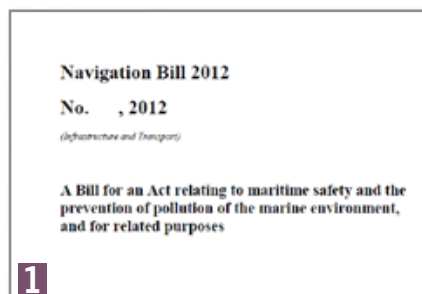 Navigation Bill 2012
No. , 2012
(Infrastructure and Transport)
A Bill for an Act relating to maritime safety and the
prevention of pollution of the marine environment,
and for related purposes
1